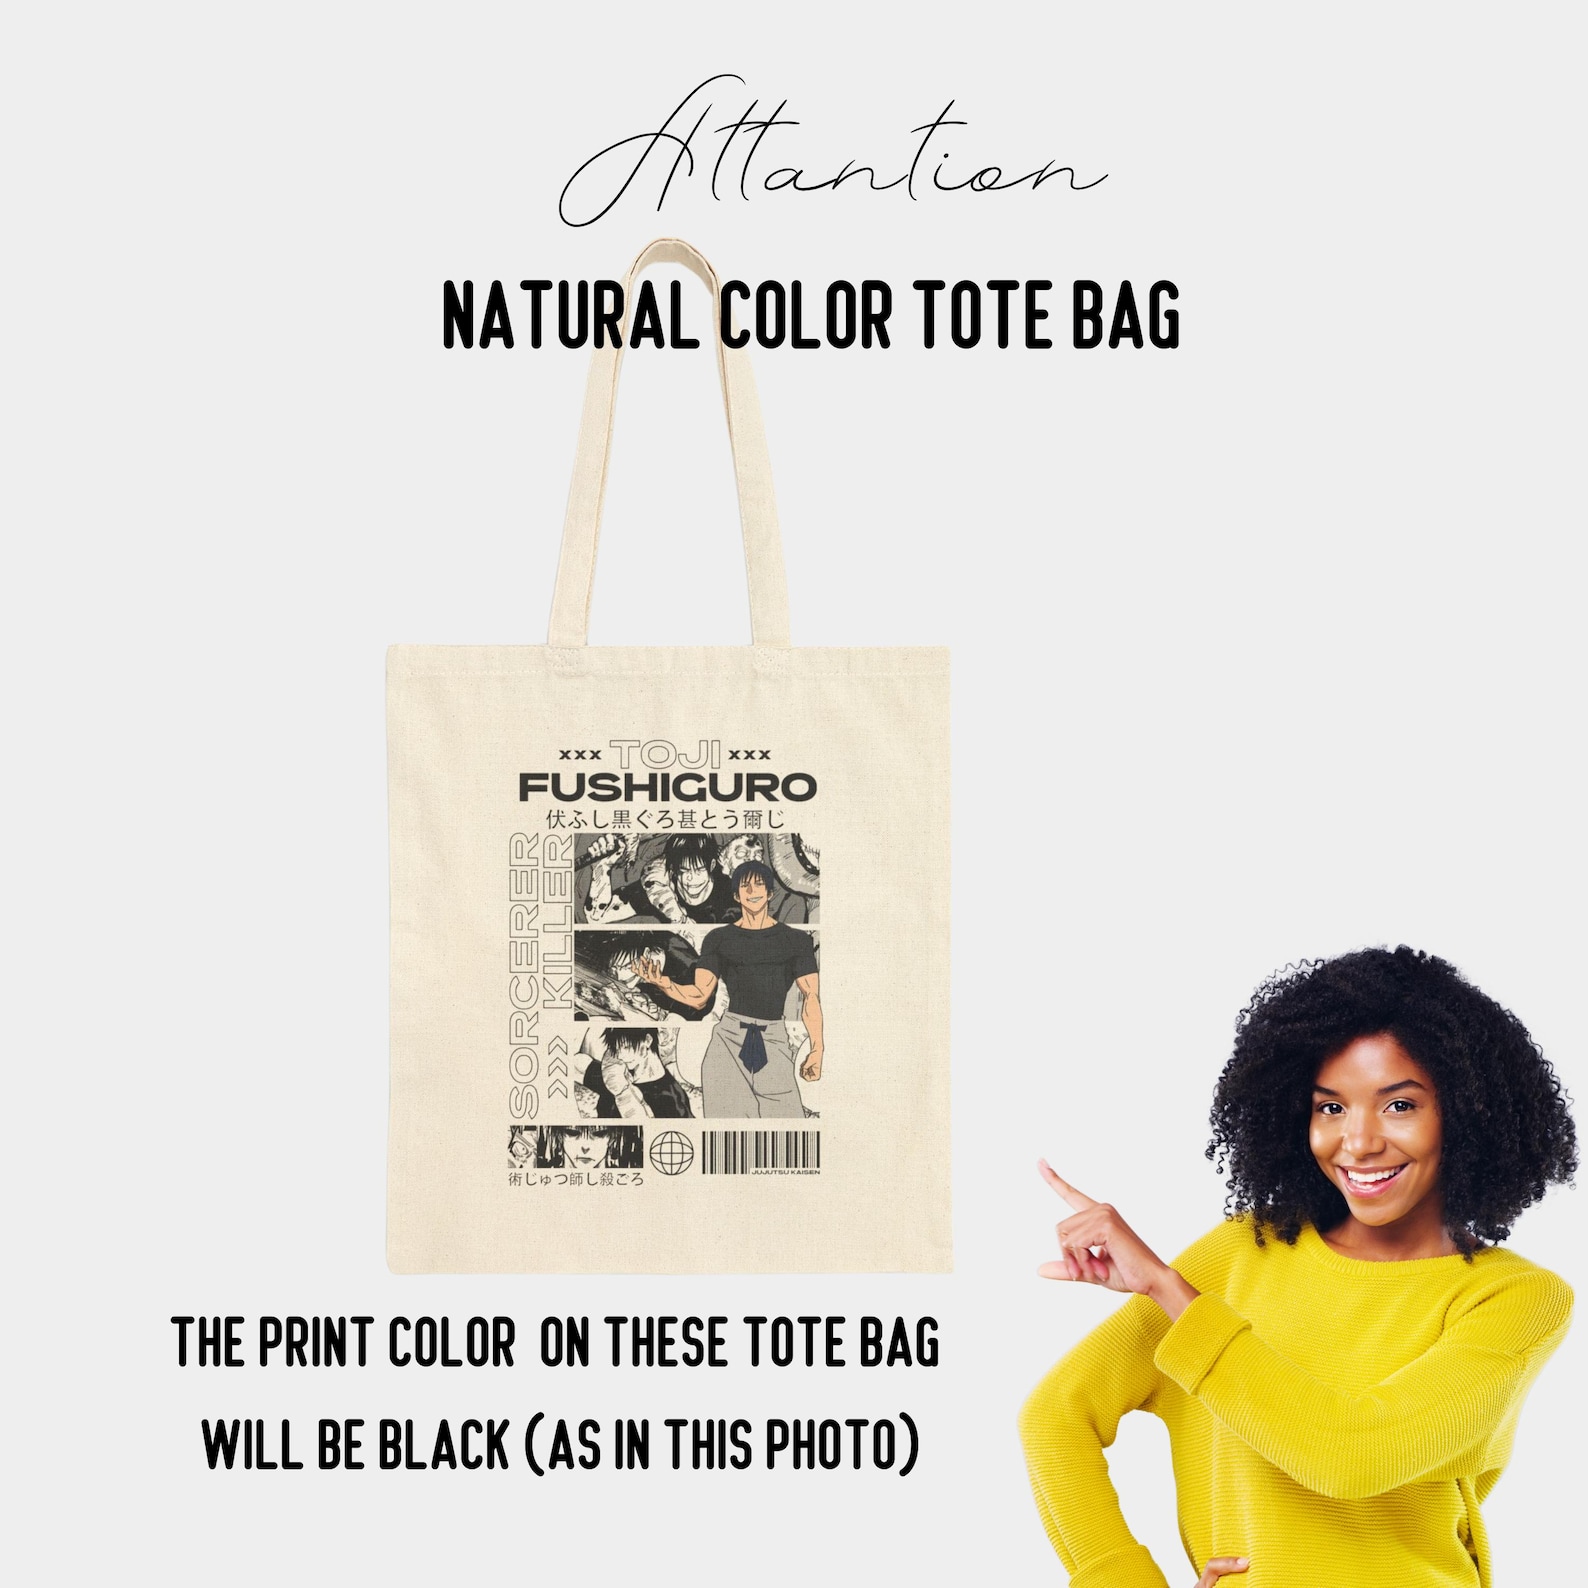 Attantion
NATURAL COLOR TOTE BAG
xxx TOJI xxx
FUSHIGURO
伏ふし黒ぐろ甚とう爾じ
SORCERER
>>> KILLER
JUJUTSU KAISEN
術じゅつ師し殺ごろ
THE PRINT COLOR ON THESE TOTE BAG
WILL BE BLACK (AS IN THIS PHOTO)